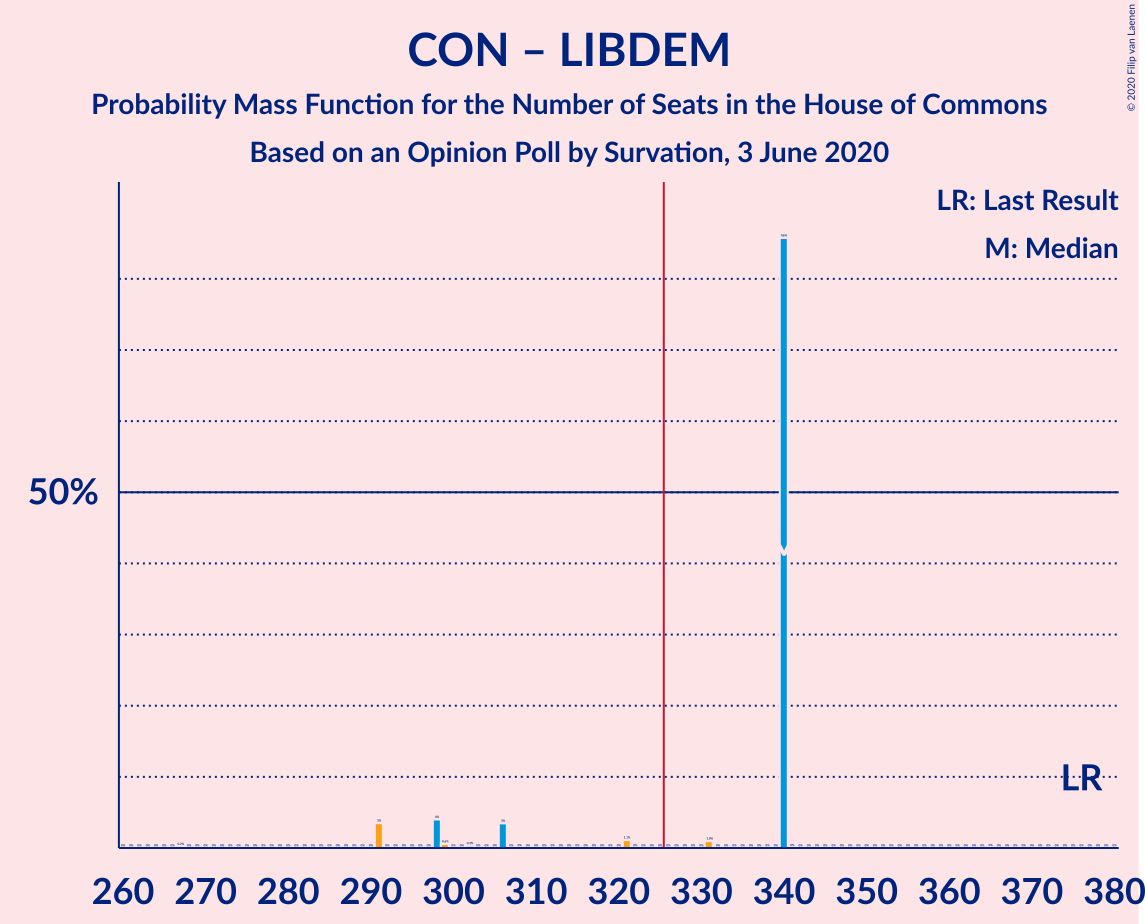 CON – LIBDEM
Probability Mass Function for the Number of Seats in the House of Commons
Based on an Opinion Poll by Survation, 3 June 2020
© 2020 Filip van Laenen
LR: Last Result
M: Median
50%
LR
260 270 280 290 300 310 320 330 340 350 360 370 380